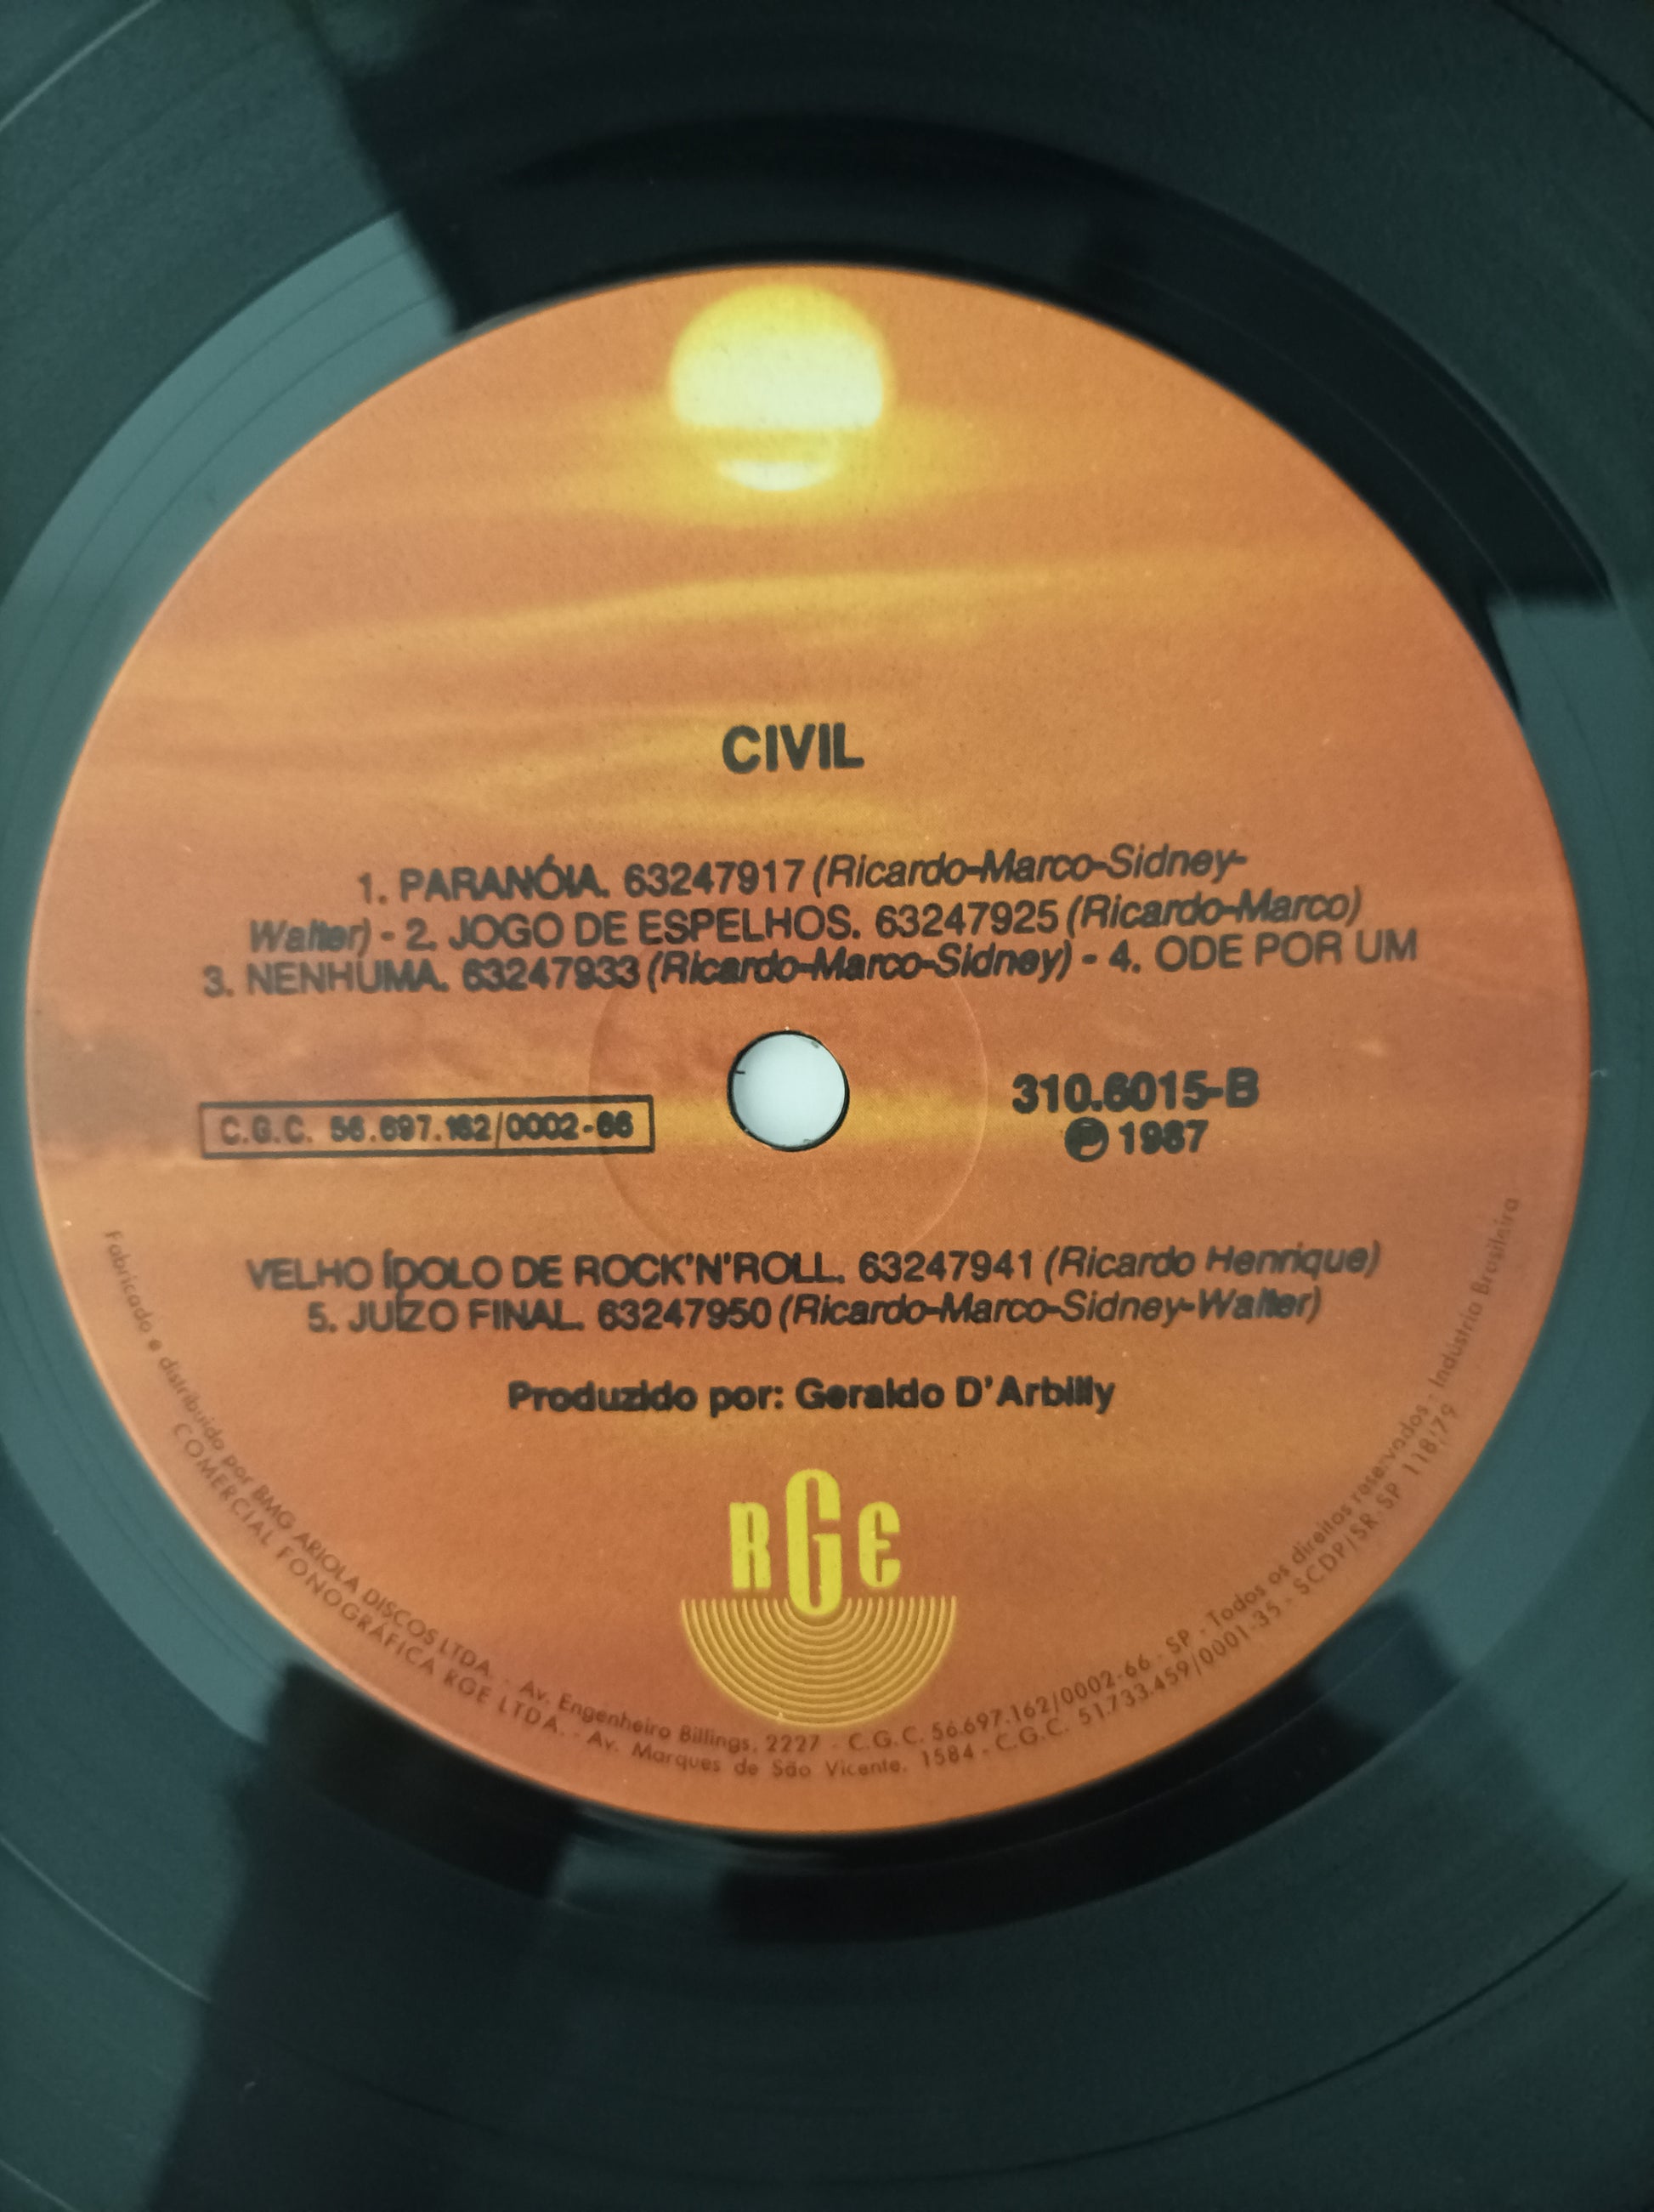 CIVIL
1. PARANÓIA. 63247917 (Ricardo-Marco-Sidney-
Walter) - 2. JOGO DE ESPELHOS. 63247925 (Ricardo-Marco)
3. NENHUMA. 63247933 (Ricardo-Marco-Sidney) - 4. ODE POR UM
C.G.C. 56.697.162/0002-66
310.6015-B
℗ 1987
VELHO ÍDOLO DE ROCK'N'ROLL. 63247941 (Ricardo Henrique)
5. JUÍZO FINAL. 63247950 (Ricardo-Marco-Sidney-Walter)
Produzido por: Geraldo D'Arbilly
RGE
Fabricado e distribuido por BMG ARIOLA DISCOS LTDA. - Av. Engenheiro Billings, 2227 - C.G.C. 56.697.162/0002-66 - SP - Todos os direitos reservados - Indústria Brasileira
COMERCIAL FONOGRÁFICA RGE LTDA. - Av. Marques de São Vicente, 1584 - C.G.C. 51.733.459/0001-35 - SCDP/SR-SP 118/79